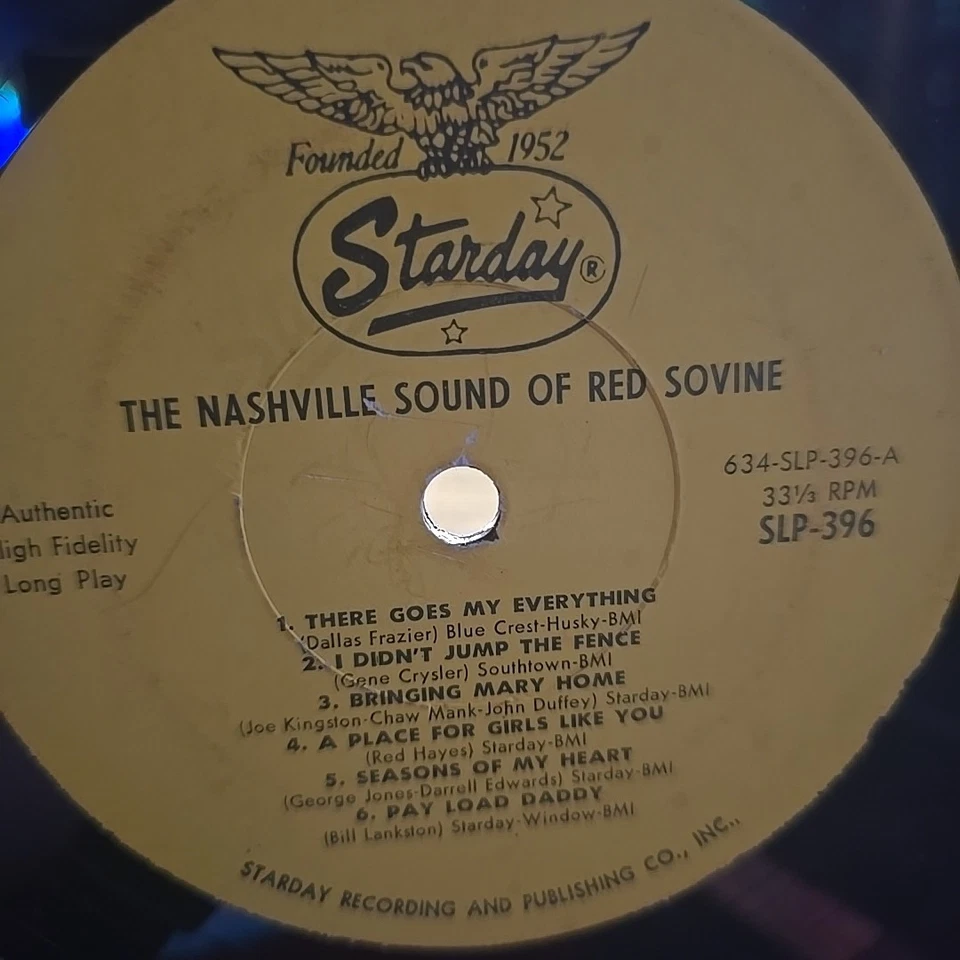 Founded 1952
Starday ®
THE NASHVILLE SOUND OF RED SOVINE
634-SLP-396-A
33⅓ RPM
SLP-396
Authentic
High Fidelity
Long Play
1. THERE GOES MY EVERYTHING
(Dallas Frazier) Blue Crest-Husky-BMI
2. I DIDN'T JUMP THE FENCE
(Gene Crysler) Southtown-BMI
3. BRINGING MARY HOME
(Joe Kingston-Chaw Mank-John Duffey) Starday-BMI
4. A PLACE FOR GIRLS LIKE YOU
(Red Hayes) Starday-BMI
5. SEASONS OF MY HEART
(George Jones-Darrell Edwards) Starday-BMI
6. PAY LOAD DADDY
(Bill Lankston) Starday-Window-BMI
STARDAY RECORDING AND PUBLISHING CO., INC.,